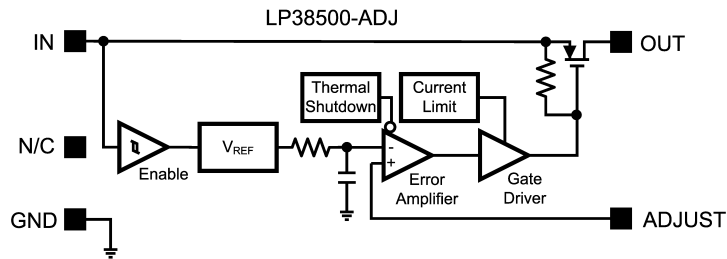 LP38500-ADJ
IN
OUT
Thermal
Shutdown
Current
Limit
N/C
Enable
VREF
-
+
Error
Amplifier
Gate
Driver
GND
ADJUST